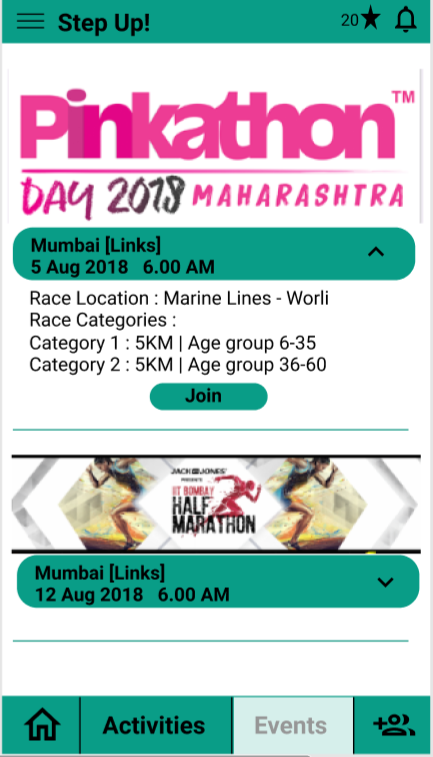 Step Up!
20
Pinkathon TM
DAY 2018 MAHARASHTRA
Mumbai [Links]
5 Aug 2018 6.00 AM
Race Location : Marine Lines - Worli
Race Categories :
Category 1 : 5KM | Age group 6-35
Category 2 : 5KM | Age group 36-60
Join
JACK & JONES
PRESENTS
IIT BOMBAY
HALF
MARATHON
Mumbai [Links]
12 Aug 2018 6.00 AM
Activities
Events